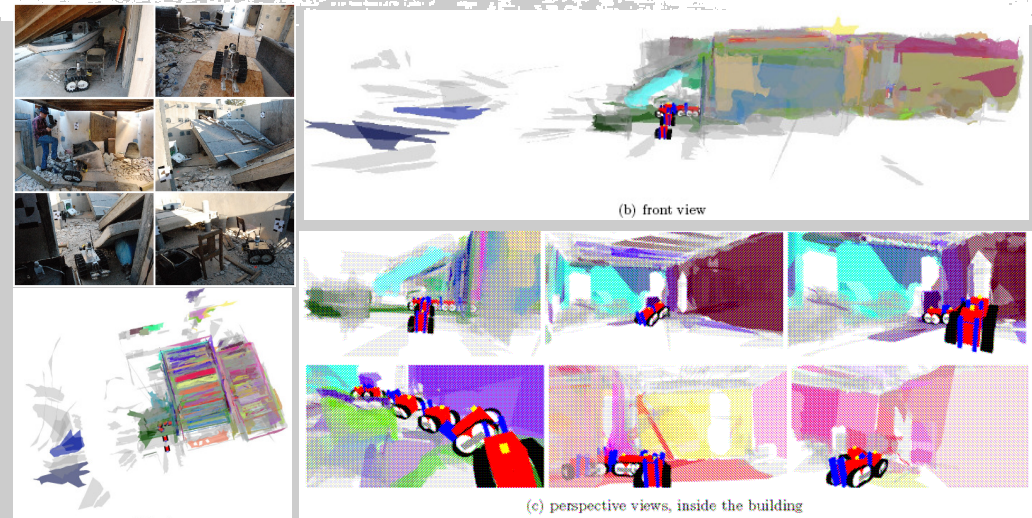 (b) front view
(c) perspective views, inside the building